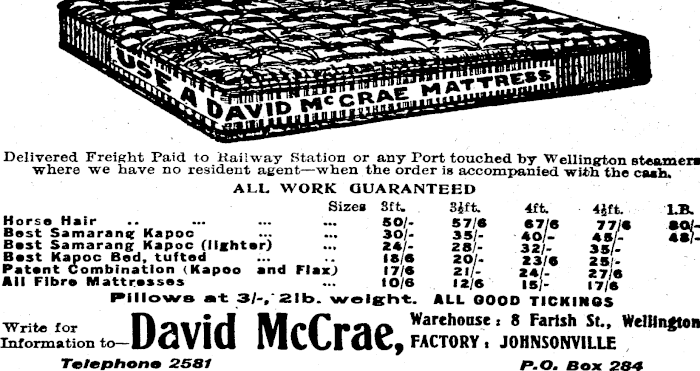 USE A DAVID McCRAE MATTRESS
Delivered Freight Paid to Railway Station or any Port touched by Wellington steamers
where we have no resident agent—when the order is accompanied with the cash.
ALL WORK GUARANTEED
Sizes 3ft. 3½ft. 4ft. 4½ft. 1.B.
Horse Hair .. ... ... ... 50/- 57/6 67/6 77/6 80/-
Best Samarang Kapoc ... ... ... 30/- 35/- 40/- 45/- 48/-
Best Samarang Kapoc (lighter) ... 24/- 28/- 32/- 35/-
Best Kapoc Bed, tufted ... .. 18/6 20/- 23/6 25/-
Patent Combination (Kapoc and Flax) 17/6 21/- 24/- 27/6
All Fibre Mattresses ... ... 10/6 12/6 15/- 17/6
Pillows at 3/-, 2lb. weight. ALL GOOD TICKINGS
Write for
Information to— David McCrae,
Warehouse: 8 Farish St., Wellington
FACTORY: JOHNSONVILLE
Telephone 2581 P.O. Box 284